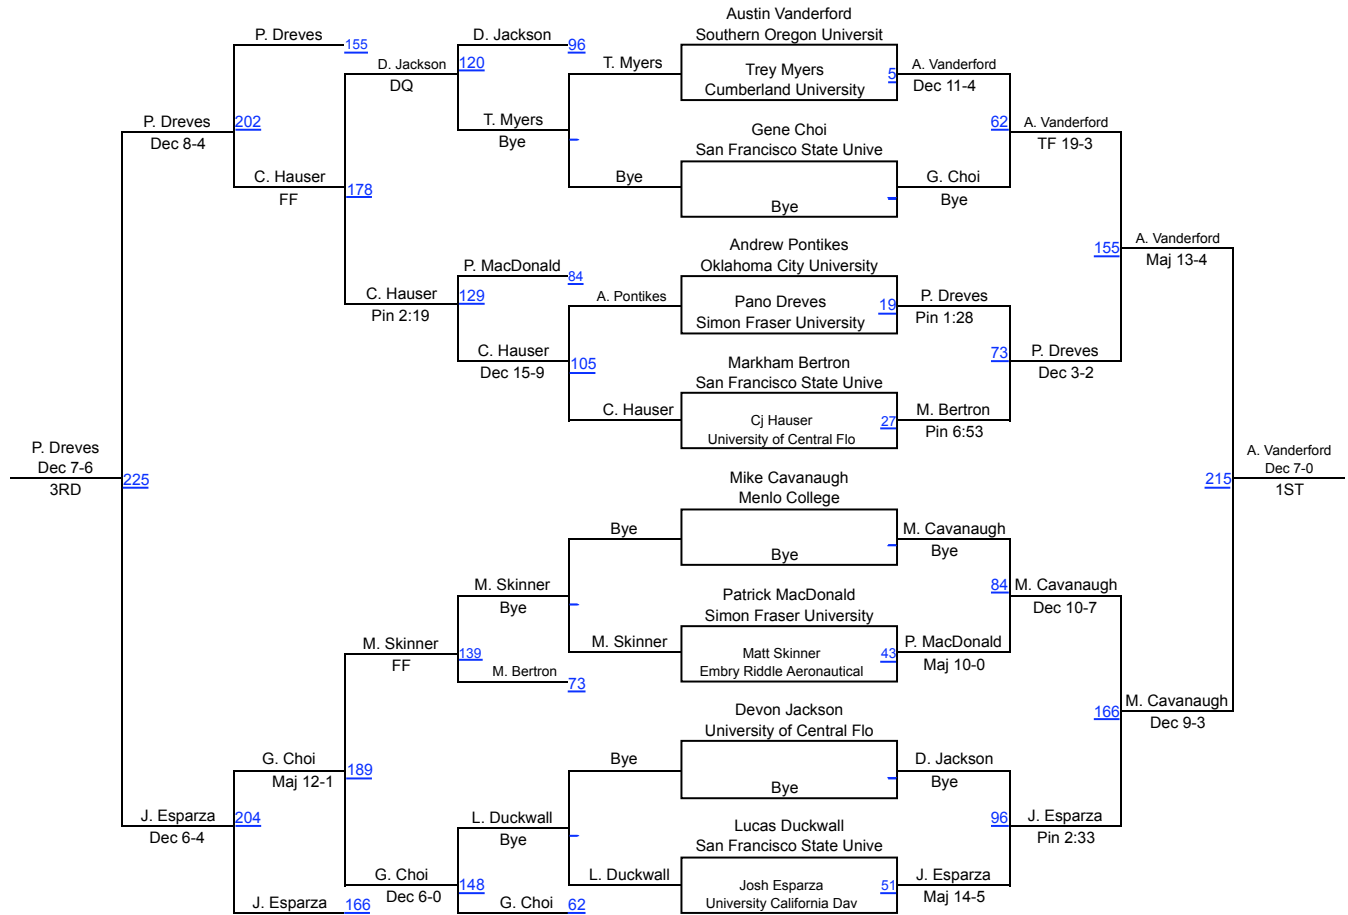 Austin Vanderford
Southern Oregon Universit
P. Dreves
155
D. Jackson
96
T. Myers
Trey Myers
5
Cumberland University
A. Vanderford
Dec 11-4
D. Jackson
DQ
120
P. Dreves
Dec 8-4
202
T. Myers
Bye
Gene Choi
San Francisco State Unive
62
A. Vanderford
TF 19-3
C. Hauser
FF
178
Bye
Bye
G. Choi
Bye
Andrew Pontikes
Oklahoma City University
155
A. Vanderford
Maj 13-4
P. MacDonald
84
C. Hauser
Pin 2:19
129
A. Pontikes
Pano Dreves
19
Simon Fraser University
P. Dreves
Pin 1:28
C. Hauser
Dec 15-9
105
Markham Bertron
San Francisco State Unive
73
P. Dreves
Dec 3-2
C. Hauser
Cj Hauser
27
University of Central Flo
M. Bertron
Pin 6:53
P. Dreves
Dec 7-6
3RD
225
Mike Cavanaugh
Menlo College
215
A. Vanderford
Dec 7-0
1ST
Bye
Bye
M. Cavanaugh
Bye
M. Skinner
Bye
Patrick MacDonald
Simon Fraser University
84
M. Cavanaugh
Dec 10-7
M. Skinner
FF
139
M. Skinner
Matt Skinner
43
Embry Riddle Aeronautical
P. MacDonald
Maj 10-0
M. Bertron
73
Devon Jackson
University of Central Flo
166
M. Cavanaugh
Dec 9-3
G. Choi
Maj 12-1
189
Bye
Bye
D. Jackson
Bye
J. Esparza
Dec 6-4
204
L. Duckwall
Bye
Lucas Duckwall
San Francisco State Unive
96
J. Esparza
Pin 2:33
G. Choi
Dec 6-0
148
L. Duckwall
Josh Esparza
51
University California Dav
J. Esparza
Maj 14-5
J. Esparza
166
G. Choi
62